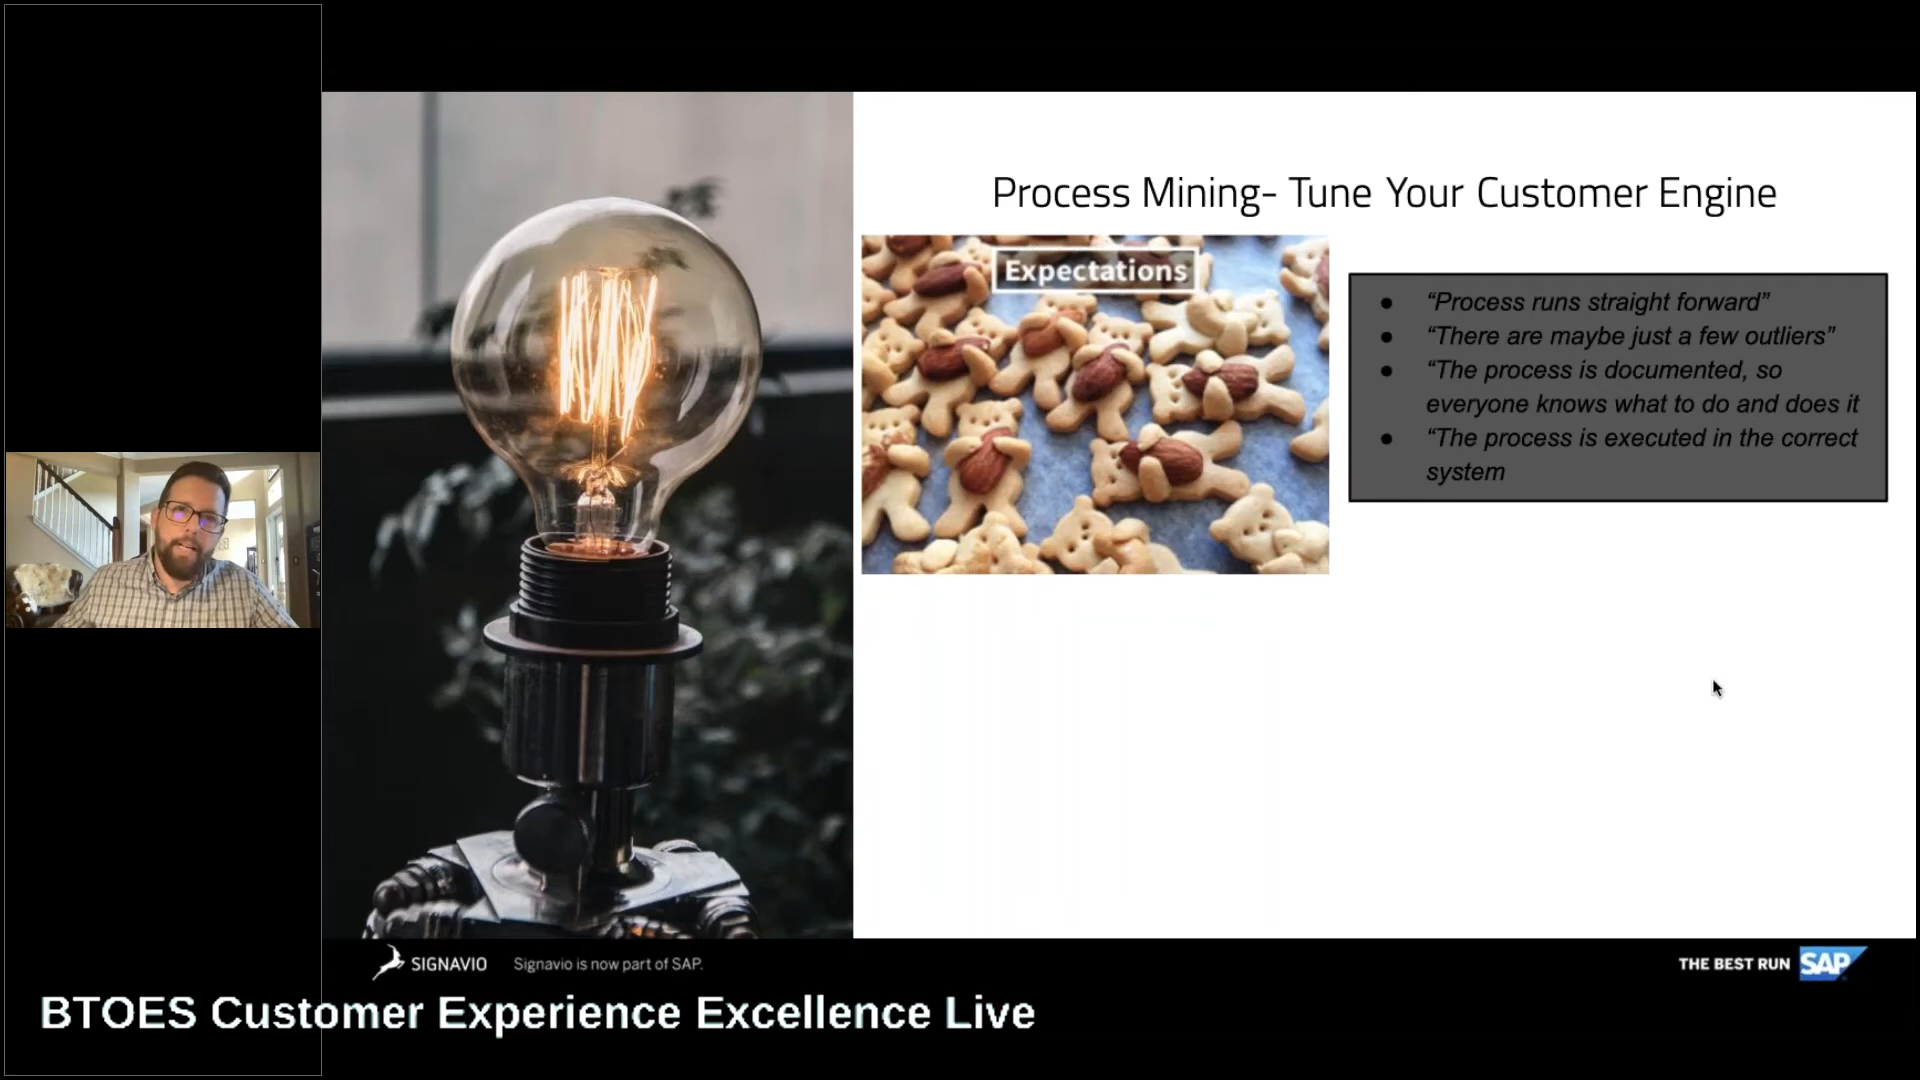 Process Mining- Tune Your Customer Engine
Expectations
● “Process runs straight forward”
● “There are maybe just a few outliers”
● “The process is documented, so
everyone knows what to do and does it
● “The process is executed in the correct
system
SIGNAVIO Signavio is now part of SAP.
THE BEST RUN SAP
BTOES Customer Experience Excellence Live